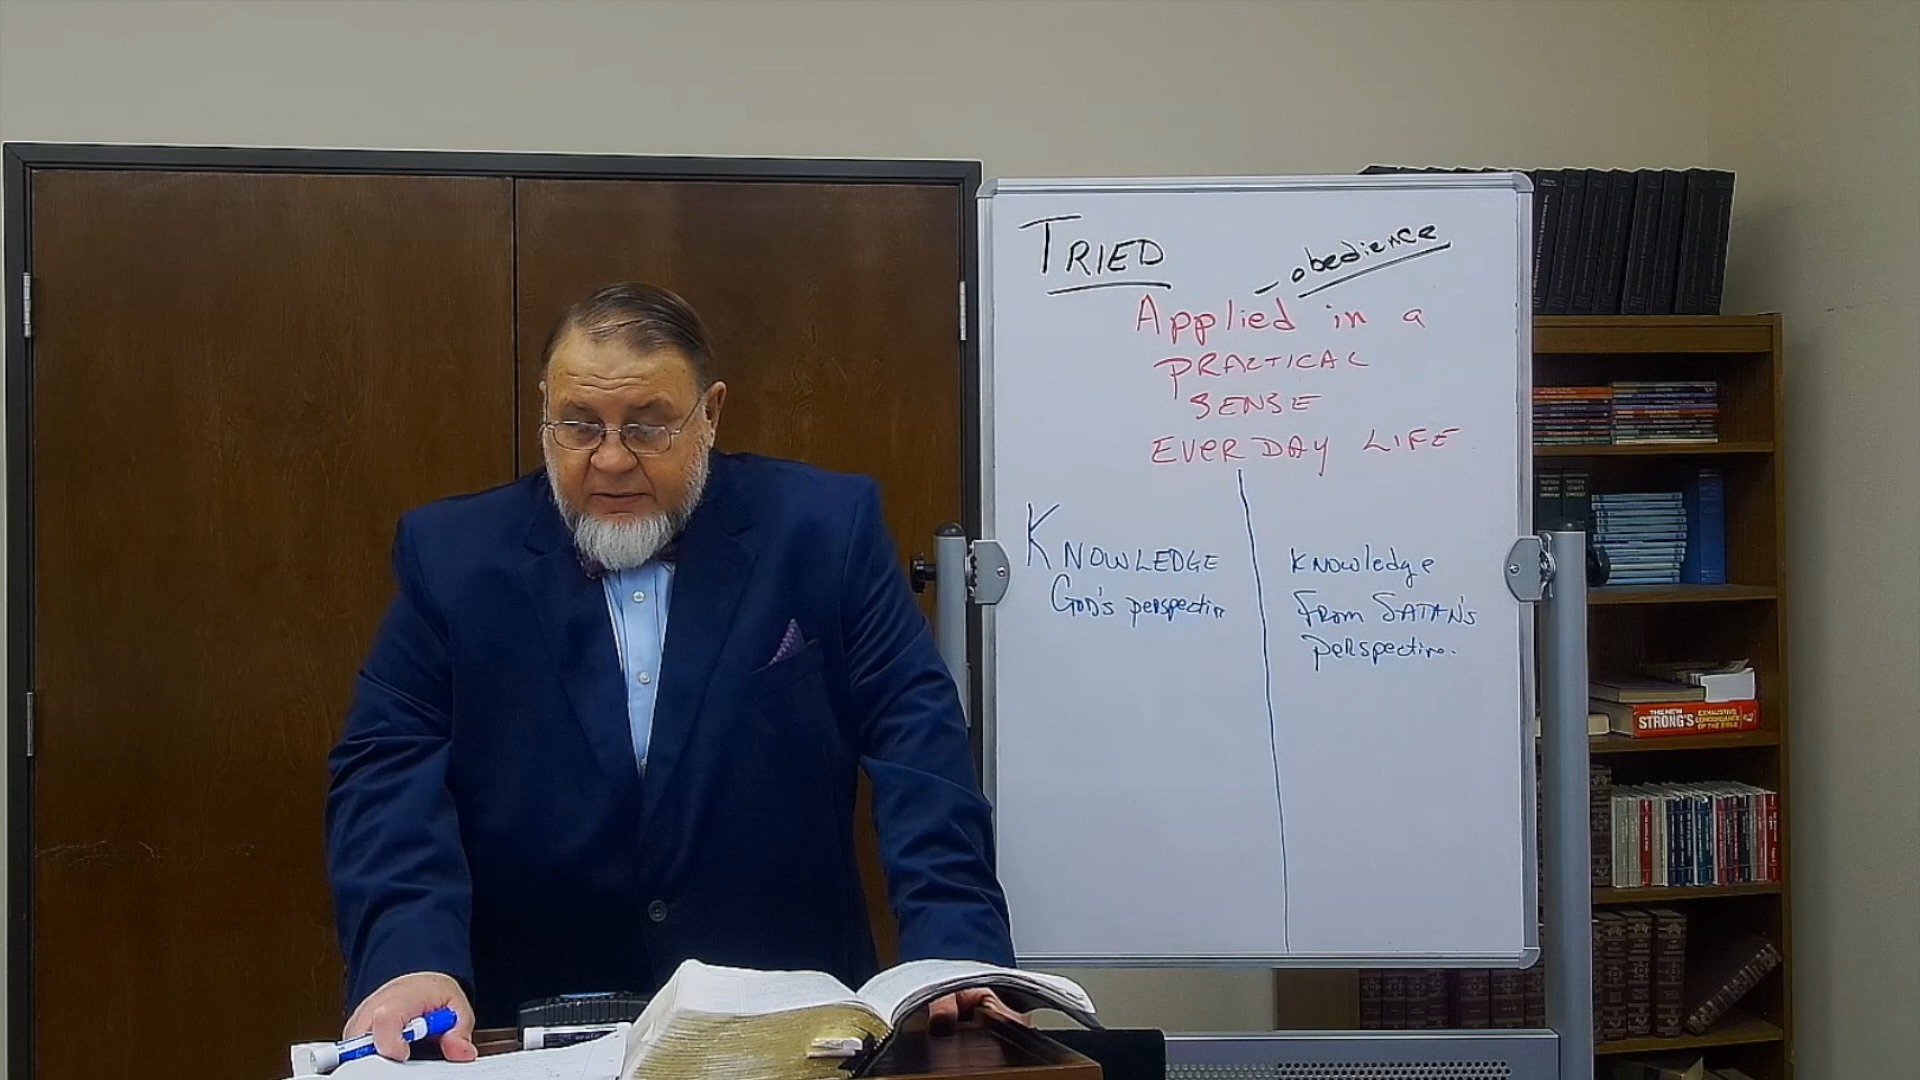 TRIED
- obedience
Applied in a
PRACTICAL
SENSE
EVERDAY LIFE
KNOWLEDGE
GOD'S perspective
Knowledge
From SATAN'S
perspective.
THE NEW
STRONG'S
EXHAUSTIVE
CONCORDANCE
OF THE BIBLE